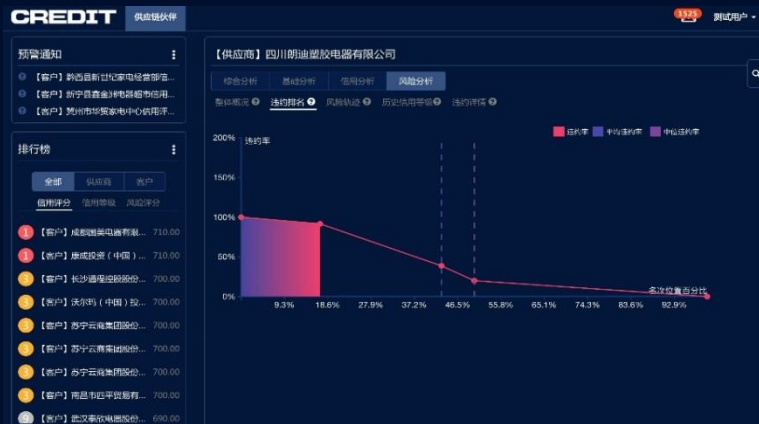 CREDIT 供应链伙伴
1525 测试用户
预警通知
【客户】黔西县新世纪家电经营部信...
【客户】新宁县鑫金洲电器超市信用...
【客户】贺州市华贸家电中心信用评...
排行榜
全部 供应商 客户
信用评分 信用等级 风险评分
1 【客户】成都国美电器有限... 710.00
1 【客户】康成投资（中国）... 710.00
3 【客户】长沙通程控股股份... 700.00
3 【客户】沃尔玛（中国）投... 700.00
3 【客户】苏宁云商集团股份... 700.00
3 【客户】苏宁云商集团股份... 700.00
3 【客户】苏宁云商集团股份... 700.00
3 【客户】南昌市四平贸易有... 700.00
9 【客户】武汉泰欣电器股份... 690.00
【供应商】四川朗迪塑胶电器有限公司
综合分析 基础分析 信用分析 风险分析
整体概况 违约排名 风险轨迹 历史信用等级 违约详情
违约率 平均违约率 中位违约率
违约率
200%
150%
100%
50%
0%
名次位置百分比
9.3% 18.6% 27.9% 37.2% 46.5% 55.8% 65.1% 74.3% 83.6% 92.9%